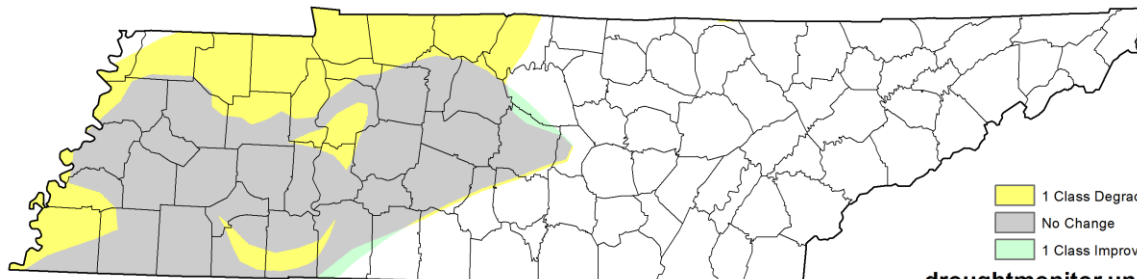 1 Class Degrad
No Change
1 Class Improv
droughtmonitor.un